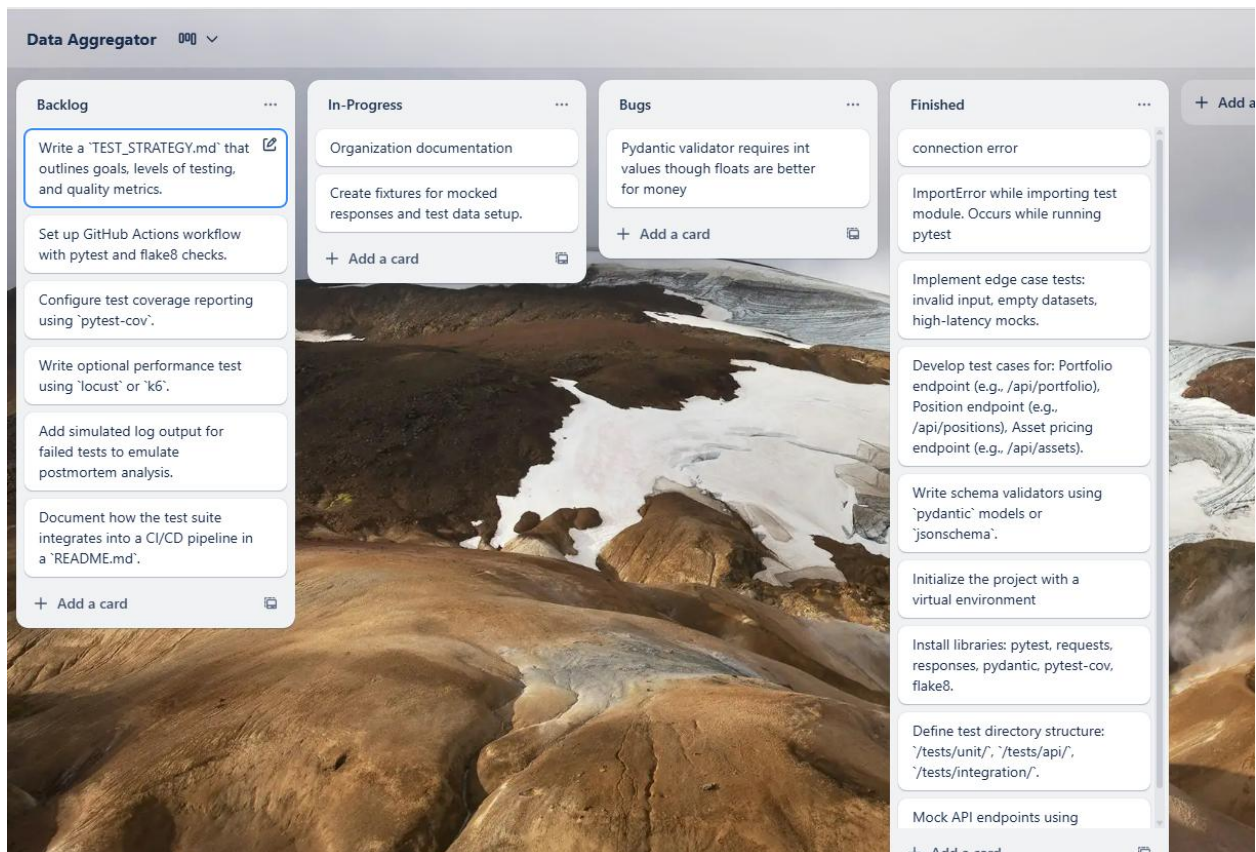 Data Aggregator
Backlog
Write a `TEST_STRATEGY.md` that
outlines goals, levels of testing,
and quality metrics.
Set up GitHub Actions workflow
with pytest and flake8 checks.
Configure test coverage reporting
using `pytest-cov`.
Write optional performance test
using `locust` or `k6`.
Add simulated log output for
failed tests to emulate
postmortem analysis.
Document how the test suite
integrates into a CI/CD pipeline in
a `README.md`.
+ Add a card
In-Progress
Organization documentation
Create fixtures for mocked
responses and test data setup.
+ Add a card
Bugs
Pydantic validator requires int
values though floats are better
for money
+ Add a card
Finished
connection error
ImportError while importing test
module. Occurs while running
pytest
Implement edge case tests:
invalid input, empty datasets,
high-latency mocks.
Develop test cases for: Portfolio
endpoint (e.g., /api/portfolio),
Position endpoint (e.g.,
/api/positions), Asset pricing
endpoint (e.g., /api/assets).
Write schema validators using
`pydantic` models or
`jsonschema`.
Initialize the project with a
virtual environment
Install libraries: pytest, requests,
responses, pydantic, pytest-cov,
flake8.
Define test directory structure:
`/tests/unit/`, `/tests/api/`,
`/tests/integration/`.
Mock API endpoints using
+ Add a card
+ Add a